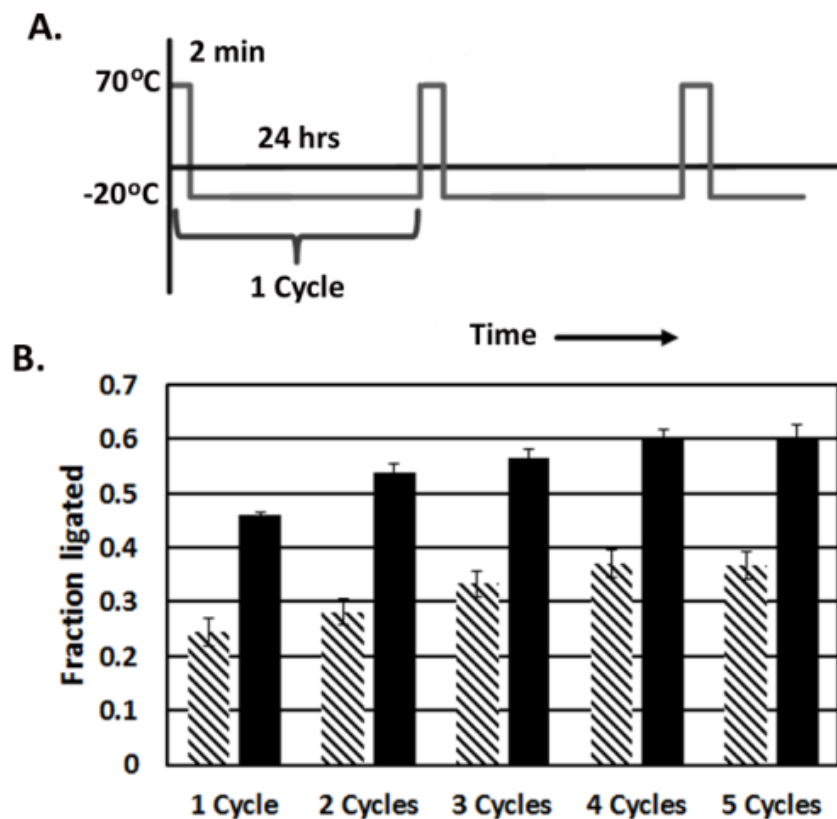 A.
2 min
70°C
24 hrs
-20°C
1 Cycle
Time
B.
0.7
0.6
0.5
0.4
0.3
0.2
0.1
0
Fraction ligated
1 Cycle 2 Cycles 3 Cycles 4 Cycles 5 Cycles